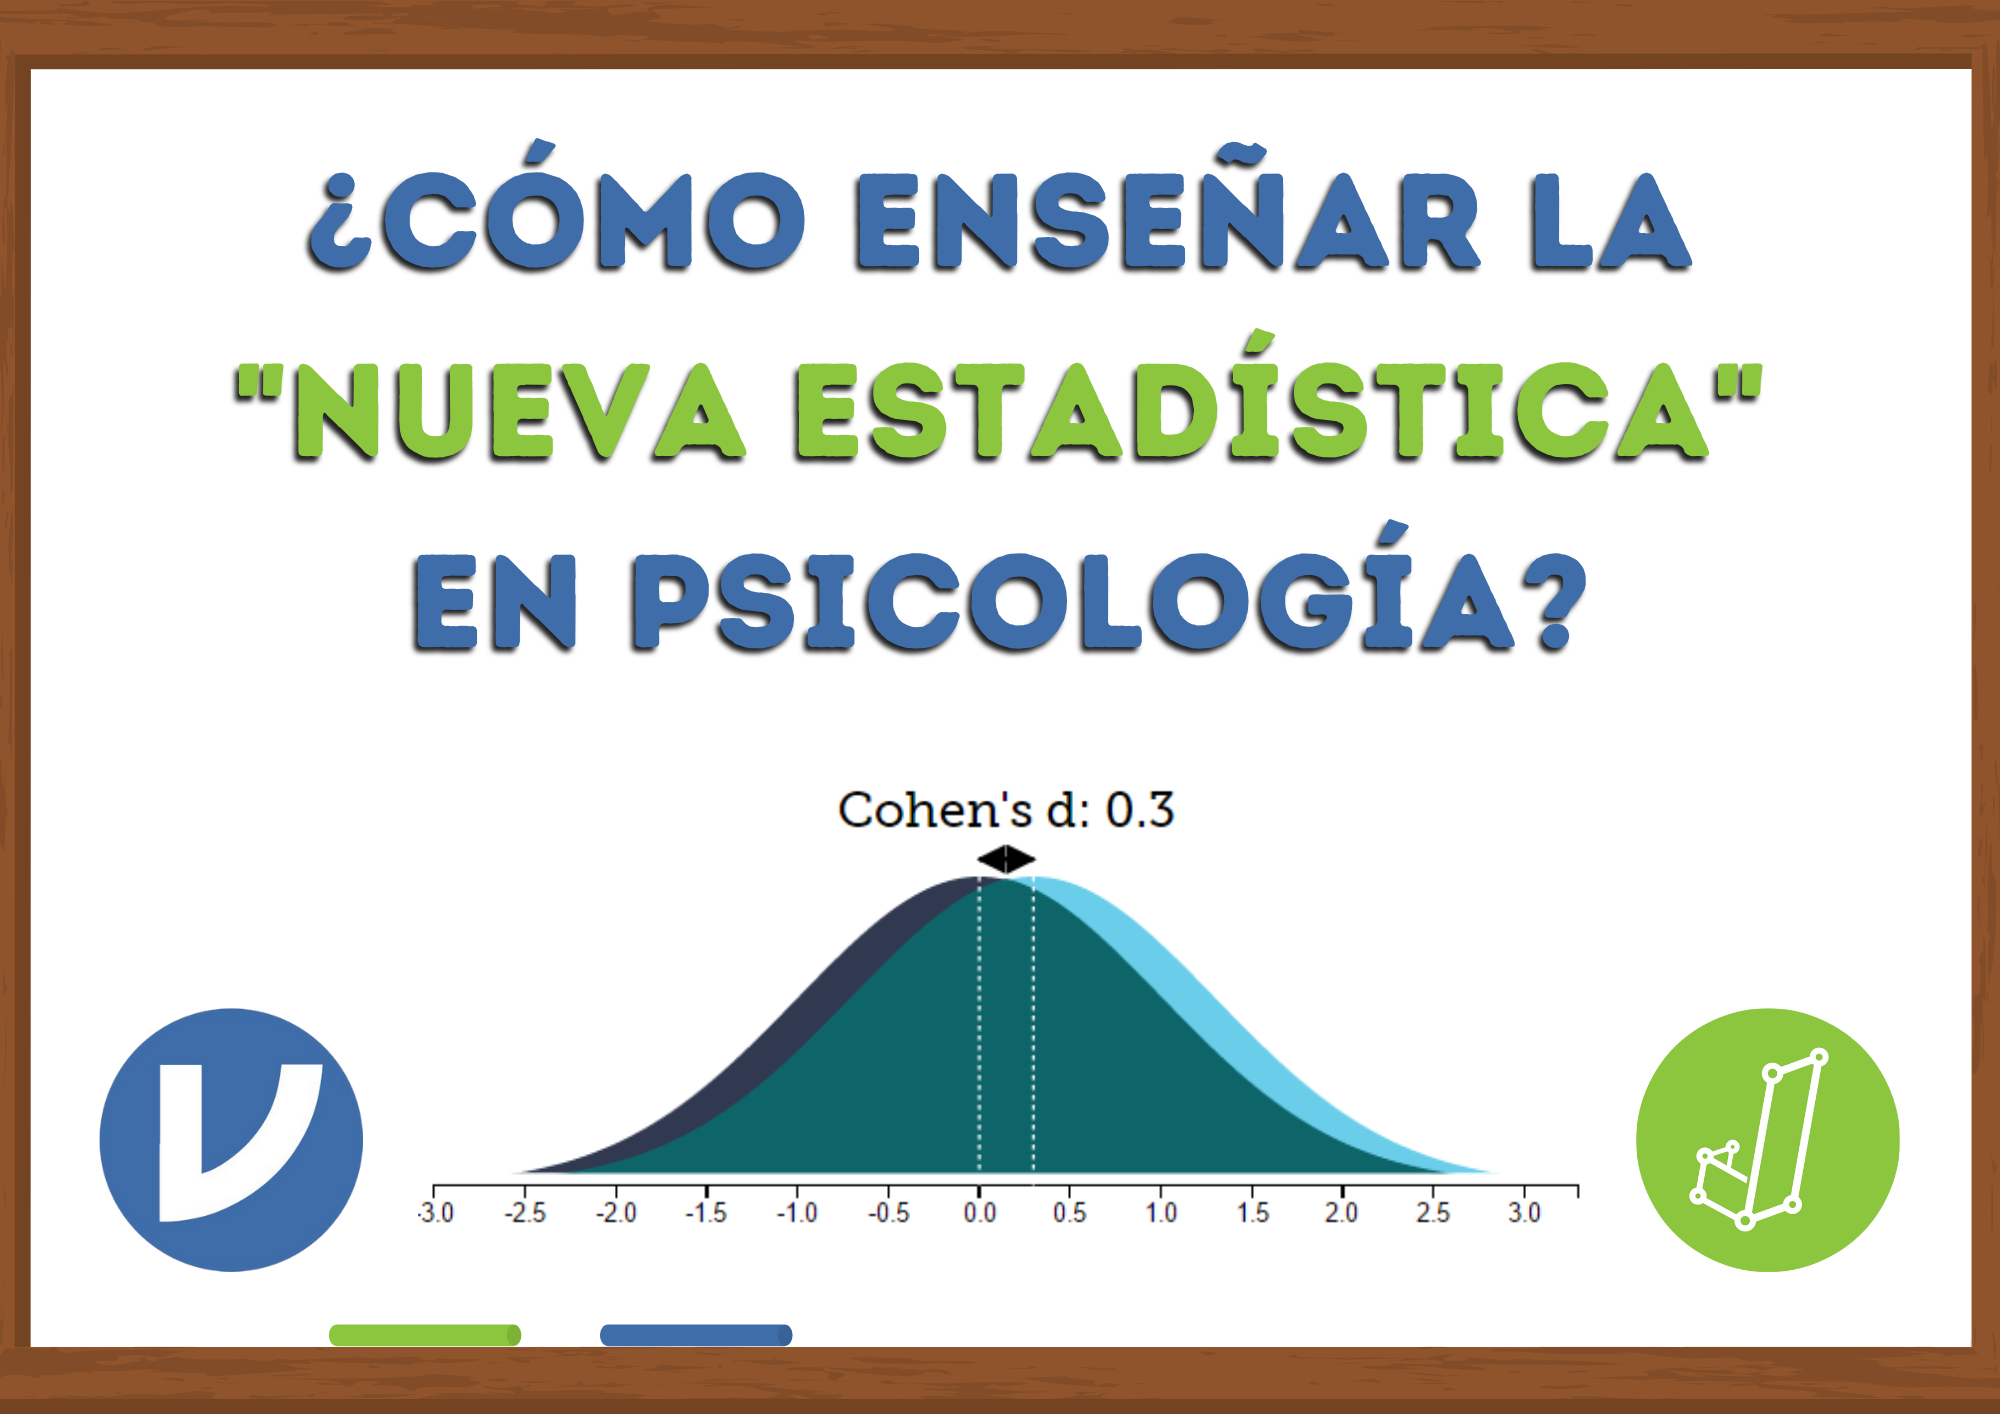 ¿CÓMO ENSEÑAR LA
"NUEVA ESTADÍSTICA"
EN PSICOLOGÍA?
Cohen's d: 0.3
-3.0 -2.5 -2.0 -1.5 -1.0 -0.5 0.0 0.5 1.0 1.5 2.0 2.5 3.0